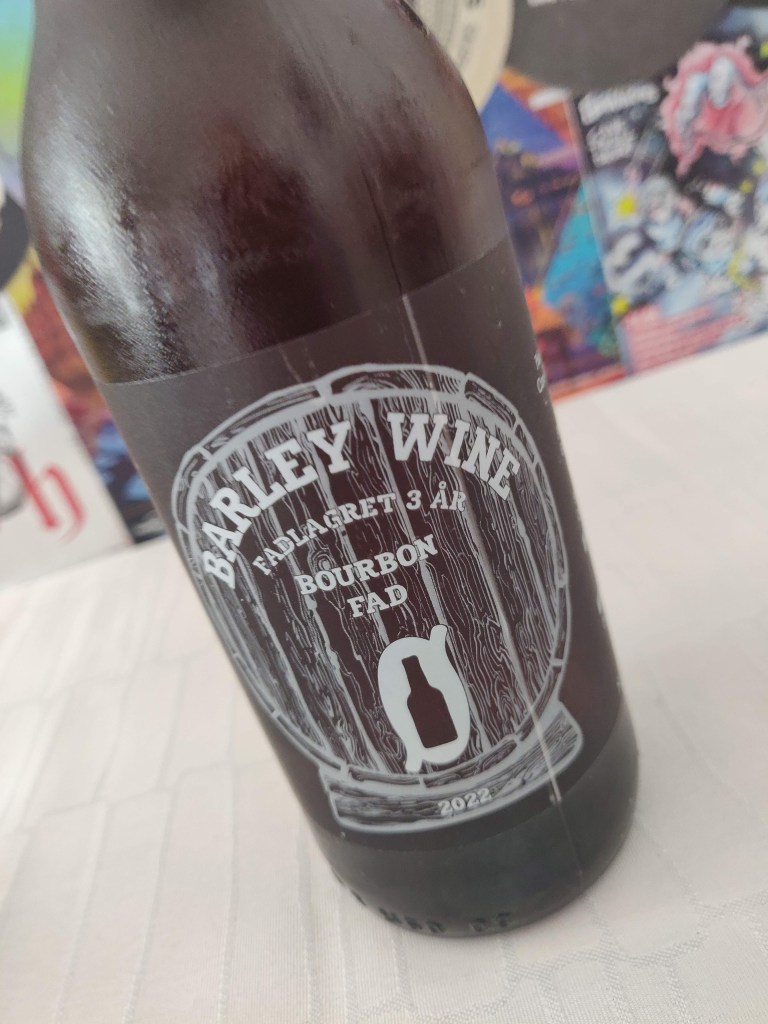 BARLEY WINE
FADLAGRET 3 ÅR
BOURBON
FAD
2022